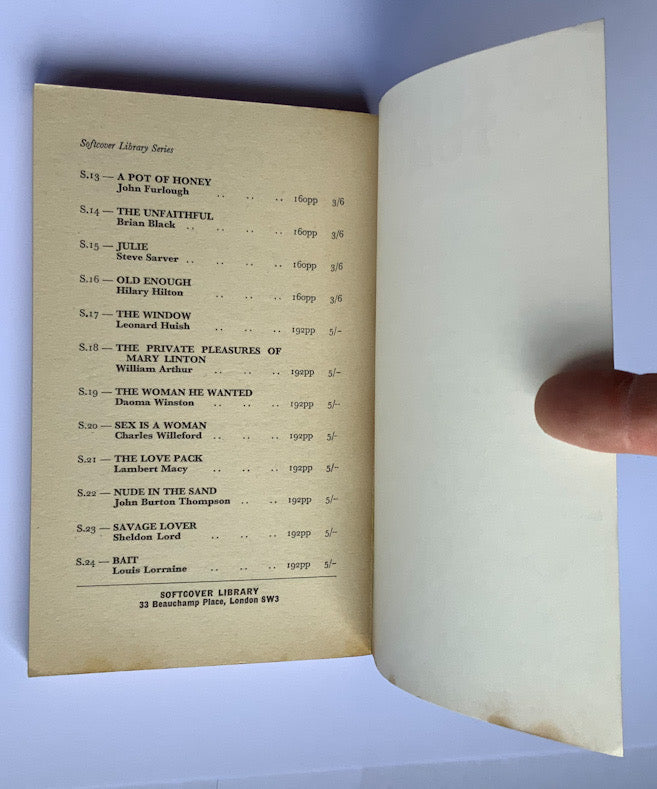 Softcover Library Series
S.13 — A POT OF HONEY
John Furlough .. .. .. 160pp 3/6
S.14 — THE UNFAITHFUL
Brian Black .. .. .. .. 160pp 3/6
S.15 — JULIE
Steve Sarver .. .. .. .. 160pp 3/6
S.16 — OLD ENOUGH
Hilary Hilton .. .. .. 160pp 3/6
S.17 — THE WINDOW
Leonard Huish .. .. .. 192pp 5/-
S.18 — THE PRIVATE PLEASURES OF
MARY LINTON
William Arthur .. .. .. 192pp 5/-
S.19 — THE WOMAN HE WANTED
Daoma Winston .. .. .. 192pp 5/-
S.20 — SEX IS A WOMAN
Charles Willeford .. .. .. 192pp 5/-
S.21 — THE LOVE PACK
Lambert Macy .. .. .. 192pp 5/-
S.22 — NUDE IN THE SAND
John Burton Thompson .. .. 192pp 5/-
S.23 — SAVAGE LOVER
Sheldon Lord .. .. .. 192pp 5/-
S.24 — BAIT
Louis Lorraine .. .. .. 192pp 5/-
SOFTCOVER LIBRARY
33 Beauchamp Place, London SW3